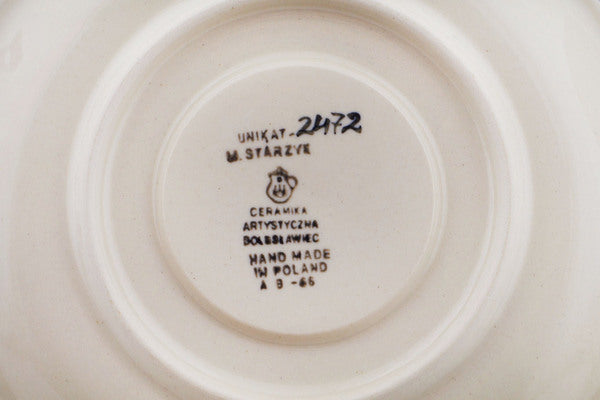 UNIKAT-2472
M. STARZYK
CERAMIKA
ARTYSTYCZNA
BOLESŁAWIEC
HAND MADE
IN POLAND
A B -66